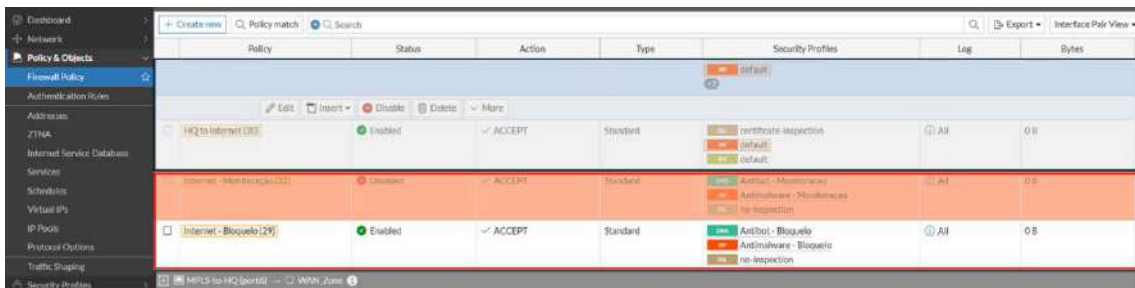 Dashboard
Network
Policy & Objects
Firewall Policy
Authentication Rules
Addresses
ZTNA
Internet Service Database
Services
Schedules
Virtual IPs
IP Pools
Protocol Options
Traffic Shaping
Security Profiles
+ Create new Policy match Search Export Interface Pair View
Policy Status Action Type Security Profiles Log Bytes
default
Edit Insert Disable Delete More
HQ to Internet ACCEPT Standard certificate-inspection All 0 B
Enabled
default
default
Internet - Monitoração (32) Disabled ACCEPT Standard Antibot - Monitoracao All 0 B
Antimalware - Monitoracao
no-inspection
Internet - Bloqueio (29) Enabled ACCEPT Standard DNS Antibot - Bloqueio All 0 B
Antimalware - Bloqueio
no-inspection
MPLS to HQ (port6) → WAN_Zone 1